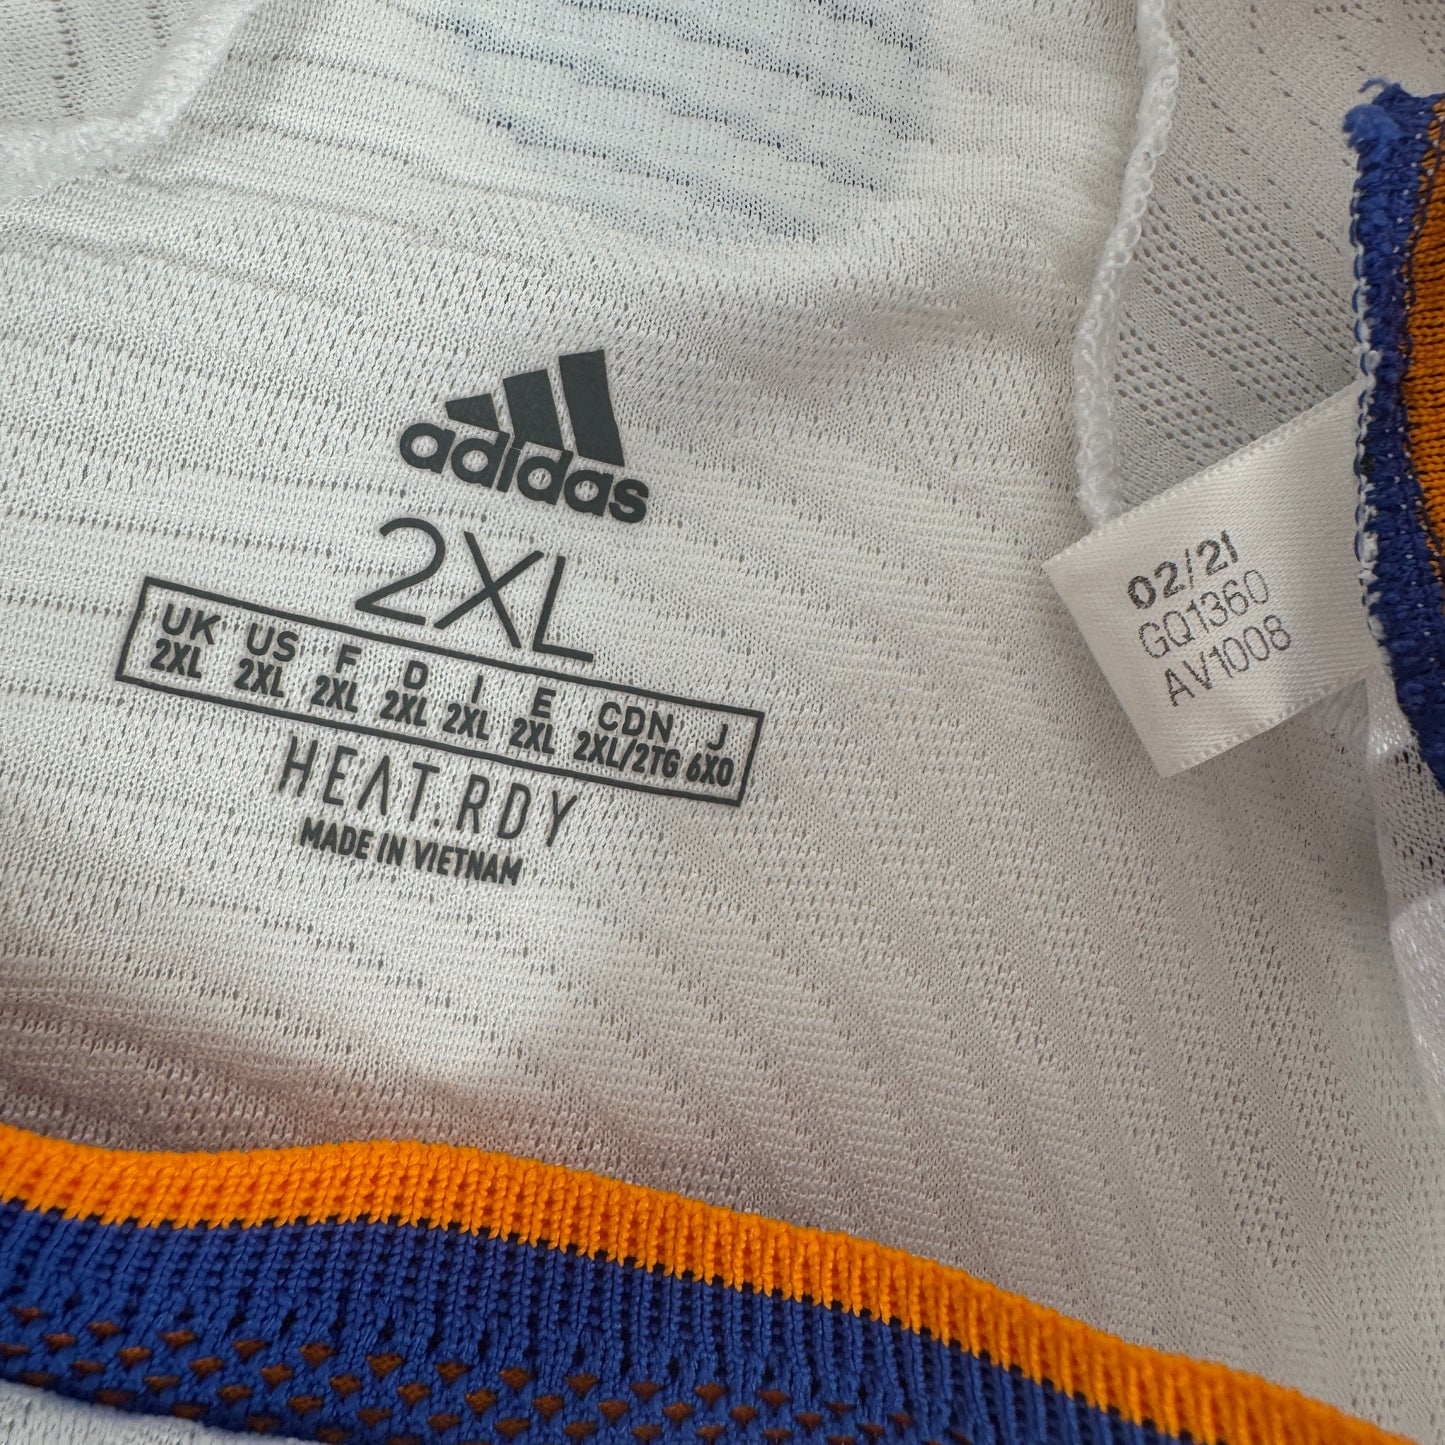 adidas
2XL
UK US F D I E CDN J
2XL 2XL 2XL 2XL 2XL 2XL 2XL/2TG 6XO
HEAT.RDY
MADE IN VIETNAM
02/21
GQ1360
AV1008